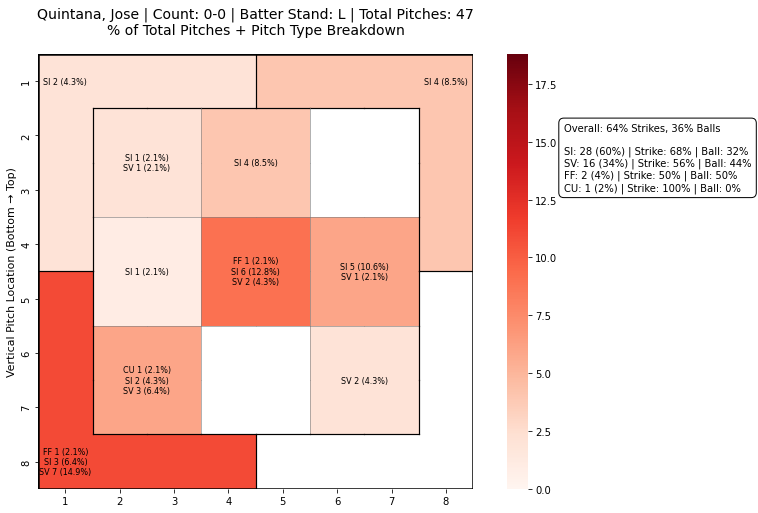 Quintana, Jose | Count: 0-0 | Batter Stand: L | Total Pitches: 47
% of Total Pitches + Pitch Type Breakdown
Vertical Pitch Location (Bottom → Top)
1
2
3
4
5
6
7
8
SI 2 (4.3%)
SI 4 (8.5%)
SI 1 (2.1%)
SV 1 (2.1%)
SI 4 (8.5%)
SI 1 (2.1%)
FF 1 (2.1%)
SI 6 (12.8%)
SV 2 (4.3%)
SI 5 (10.6%)
SV 1 (2.1%)
CU 1 (2.1%)
SI 2 (4.3%)
SV 3 (6.4%)
SV 2 (4.3%)
FF 1 (2.1%)
SI 3 (6.4%)
SV 7 (14.9%)
1 2 3 4 5 6 7 8
17.5
15.0
12.5
10.0
7.5
5.0
2.5
0.0
Overall: 64% Strikes, 36% Balls
SI: 28 (60%) | Strike: 68% | Ball: 32%
SV: 16 (34%) | Strike: 56% | Ball: 44%
FF: 2 (4%) | Strike: 50% | Ball: 50%
CU: 1 (2%) | Strike: 100% | Ball: 0%